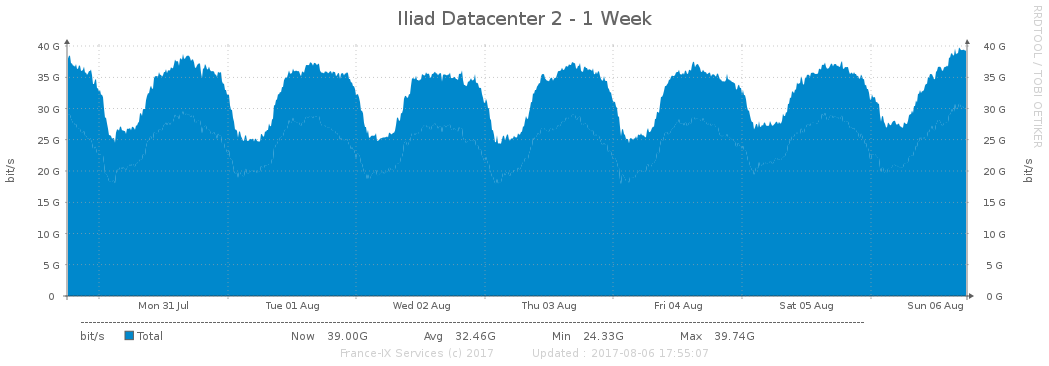 Iliad Datacenter 2 - 1 Week
RRDTOOL / TOBI OETIKER
40 G 40 G
35 G 35 G
30 G 30 G
25 G 25 G
20 G 20 G
15 G 15 G
10 G 10 G
5 G 5 G
0 0 G
bit/s bit/s
Mon 31 Jul Tue 01 Aug Wed 02 Aug Thu 03 Aug Fri 04 Aug Sat 05 Aug Sun 06 Aug
bit/s Total Now 39.00G Avg 32.46G Min 24.33G Max 39.74G
France-IX Services (c) 2017 Updated : 2017-08-06 17:55:07